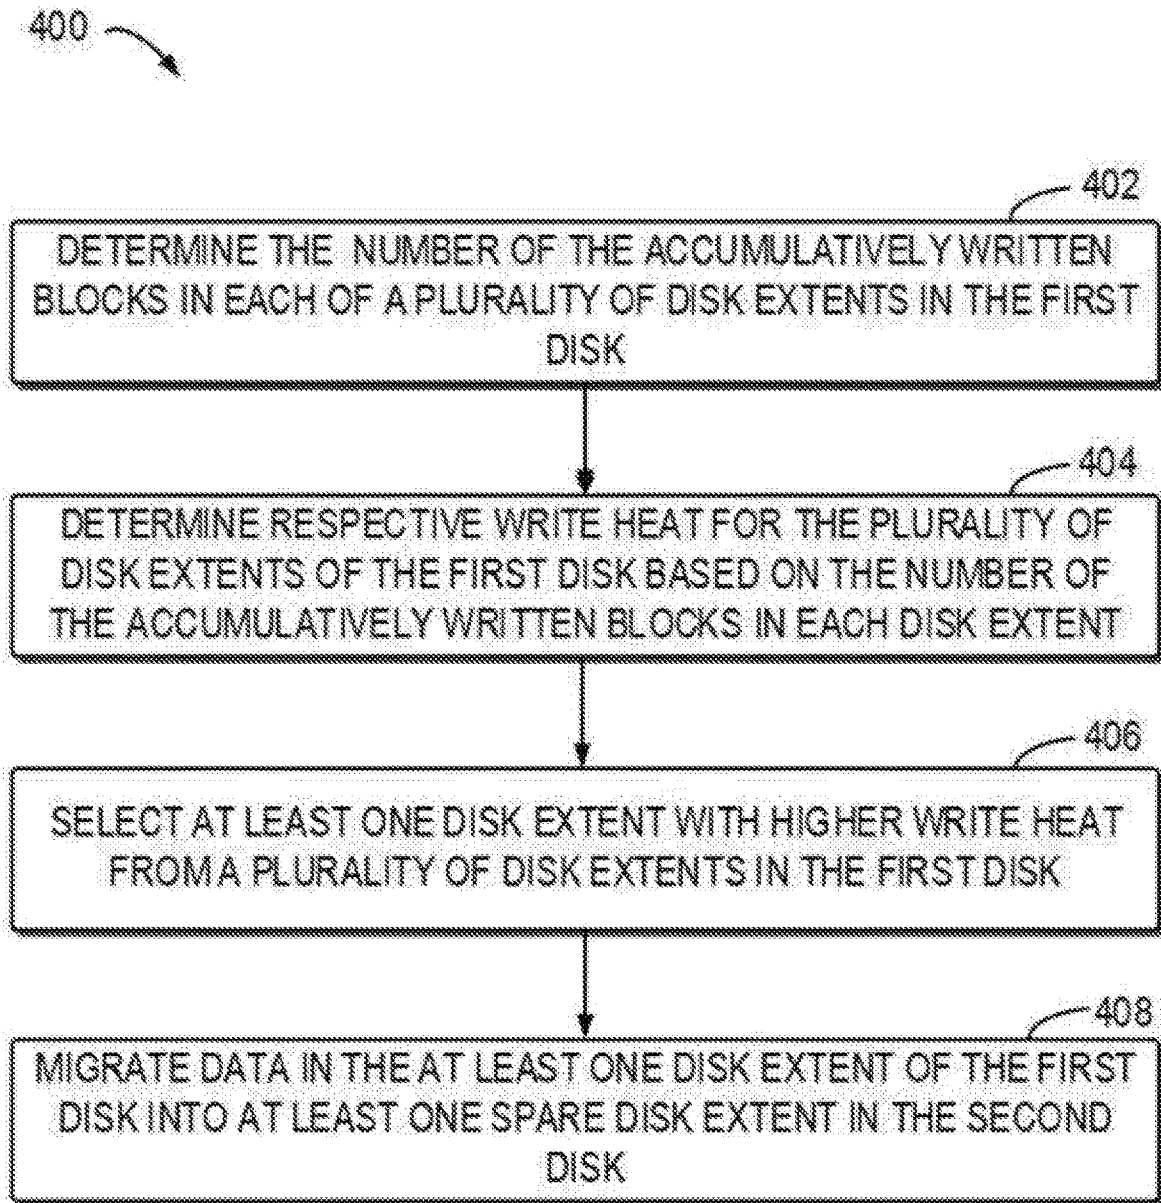 400
402
DETERMINE THE NUMBER OF THE ACCUMULATIVELY WRITTEN
BLOCKS IN EACH OF A PLURALITY OF DISK EXTENTS IN THE FIRST
DISK
404
DETERMINE RESPECTIVE WRITE HEAT FOR THE PLURALITY OF
DISK EXTENTS OF THE FIRST DISK BASED ON THE NUMBER OF
THE ACCUMULATIVELY WRITTEN BLOCKS IN EACH DISK EXTENT
406
SELECT AT LEAST ONE DISK EXTENT WITH HIGHER WRITE HEAT
FROM A PLURALITY OF DISK EXTENTS IN THE FIRST DISK
408
MIGRATE DATA IN THE AT LEAST ONE DISK EXTENT OF THE FIRST
DISK INTO AT LEAST ONE SPARE DISK EXTENT IN THE SECOND
DISK